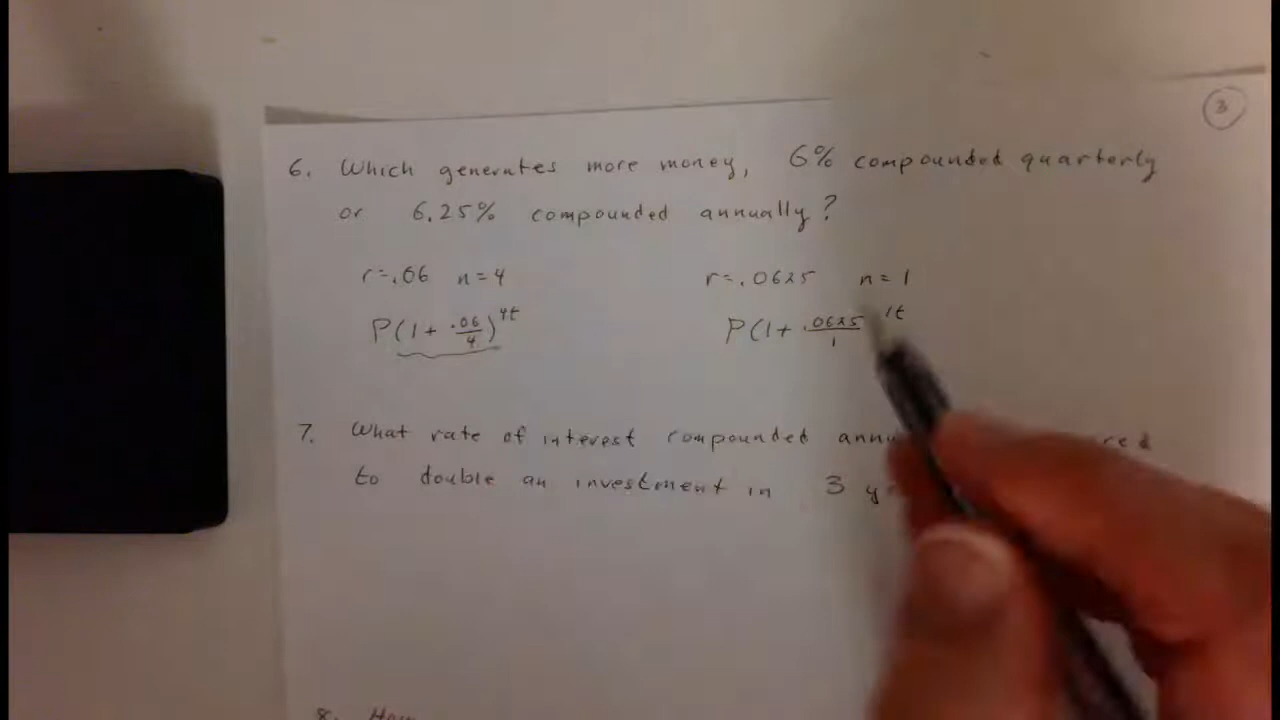 3
6. Which generates more money, 6% compounded quarterly
or 6.25% compounded annually?
r=.06 n=4 r=.0625 n=1
P(1+ .06/4)^4t P(1+ .0625/1 1t
7. What rate of interest compounded
to double an investment in 3
8.